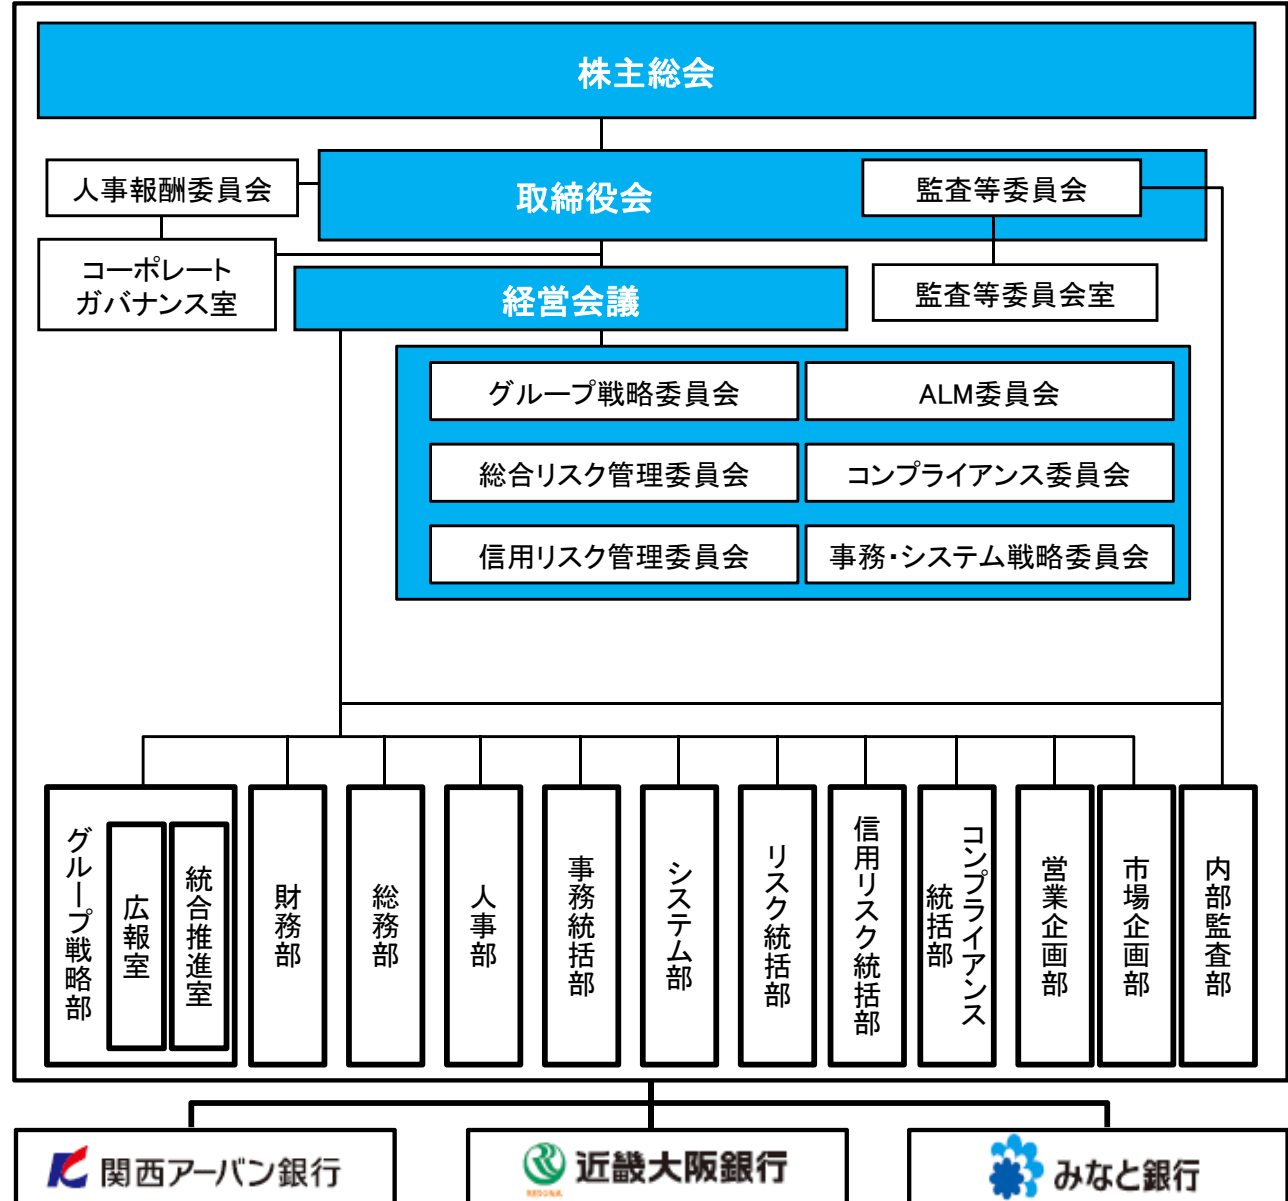 株主総会
人事報酬委員会
取締役会
監査等委員会
コーポレート
ガバナンス室
経営会議
監査等委員会室
グループ戦略委員会
ALM委員会
総合リスク管理委員会
コンプライアンス委員会
信用リスク管理委員会
事務・システム戦略委員会
グループ戦略部
広報室
統合推進室
財務部
総務部
人事部
事務統括部
システム部
リスク統括部
信用リスク統括部
コンプライアンス
統括部
営業企画部
市場企画部
内部監査部
関西アーバン銀行
近畿大阪銀行
みなと銀行